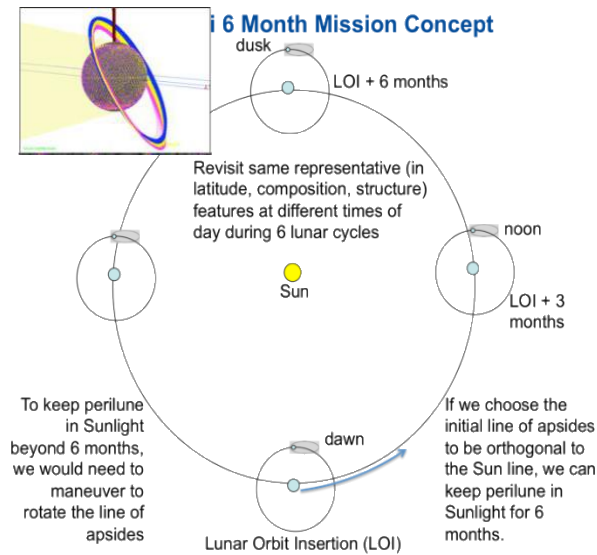 i 6 Month Mission Concept
dusk
LOI + 6 months
Revisit same representative (in
latitude, composition, structure)
features at different times of
day during 6 lunar cycles
noon
Sun
LOI + 3
months
To keep perilune
in Sunlight
beyond 6 months,
we would need to
maneuver to
rotate the line of
apsides
If we choose the
initial line of apsides
to be orthogonal to
the Sun line, we can
keep perilune in
Sunlight for 6
months.
dawn
Lunar Orbit Insertion (LOI)